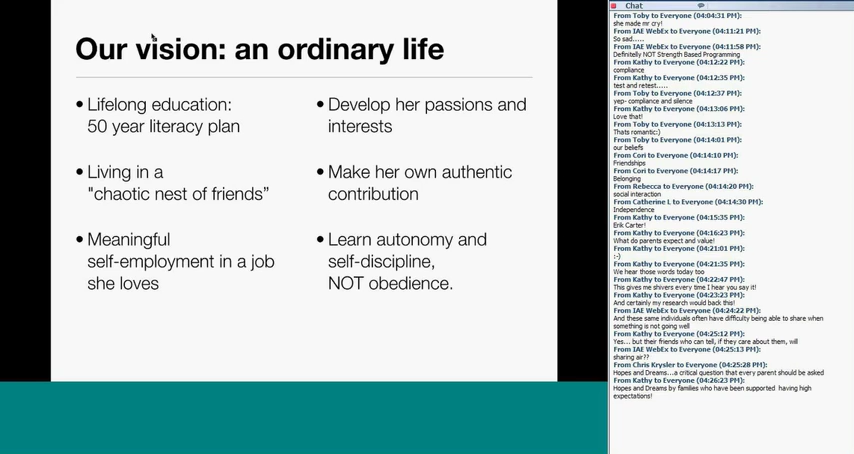 Our vision: an ordinary life
• Lifelong education:
50 year literacy plan
• Living in a
"chaotic nest of friends”
• Meaningful
self-employment in a job
she loves
• Develop her passions and
interests
• Make her own authentic
contribution
• Learn autonomy and
self-discipline,
NOT obedience.
Chat
From Toby to Everyone (04:04:31 PM):
she made mr cry!
From IAE WebEx to Everyone (04:11:21 PM):
So sad.....
From IAE WebEx to Everyone (04:11:58 PM):
Definitelly NOT Strength Based Programming
From Kathy to Everyone (04:12:22 PM):
compliance
From Kathy to Everyone (04:12:35 PM):
test and retest.....
From Toby to Everyone (04:12:37 PM):
yep- compliance and silence
From Kathy to Everyone (04:13:06 PM):
Love that!
From Toby to Everyone (04:13:13 PM):
Thats romantic:)
From Toby to Everyone (04:14:01 PM):
our beliefs
From Cori to Everyone (04:14:10 PM):
Friendships
From Cori to Everyone (04:14:17 PM):
Belonging
From Rebecca to Everyone (04:14:20 PM):
social interaction
From Catherine L to Everyone (04:14:30 PM):
Independence
From Kathy to Everyone (04:15:35 PM):
Erik Carter!
From Kathy to Everyone (04:16:23 PM):
What do parents expect and value!
From Kathy to Everyone (04:21:01 PM):
:-)
From Kathy to Everyone (04:21:35 PM):
We hear those words today too
From Kathy to Everyone (04:22:47 PM):
This gives me shivers every time I hear you say it!
From Kathy to Everyone (04:23:23 PM):
And certainly my research would back this!
From IAE WebEx to Everyone (04:24:22 PM):
And these same individuals often have difficulty being able to share when
something is not going well
From Kathy to Everyone (04:25:12 PM):
Yes... but their friends who can tell, if they care about them, will
From IAE WebEx to Everyone (04:25:13 PM):
sharing air??
From Chris Krysler to Everyone (04:25:28 PM):
Hopes and Dreams...a critical question that every parent should be asked
From Kathy to Everyone (04:26:23 PM):
Hopes and Dreams by families who have been supported having high
expectations!